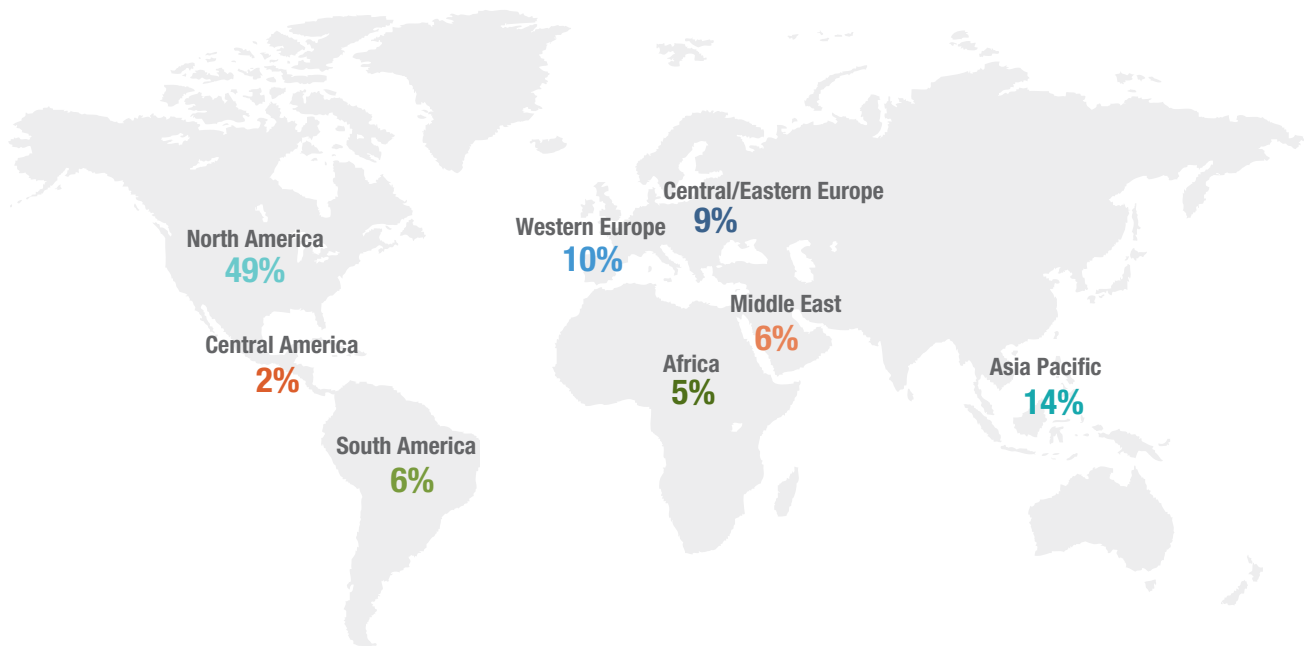 Central/Eastern Europe
9%
Western Europe
10%
North America
49%
Middle East
6%
Central America
2%
Africa
5%
Asia Pacific
14%
South America
6%